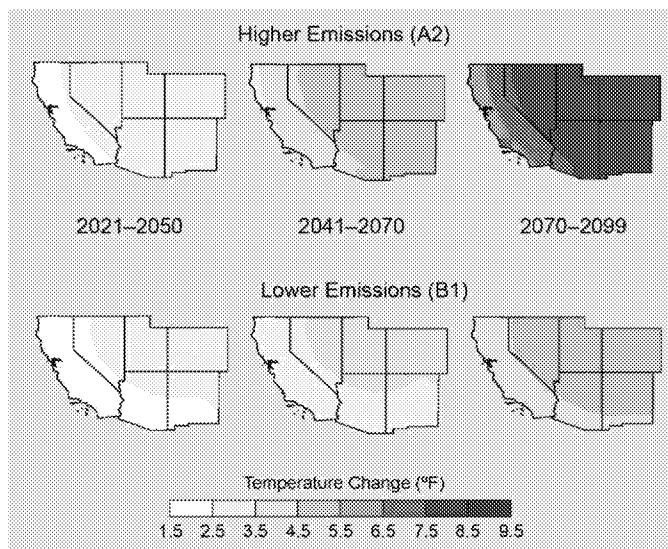 Higher Emissions (A2)
2021–2050 2041–2070 2070–2099
Lower Emissions (B1)
Temperature Change (ºF)
1.5 2.5 3.5 4.5 5.5 6.5 7.5 8.5 9.5